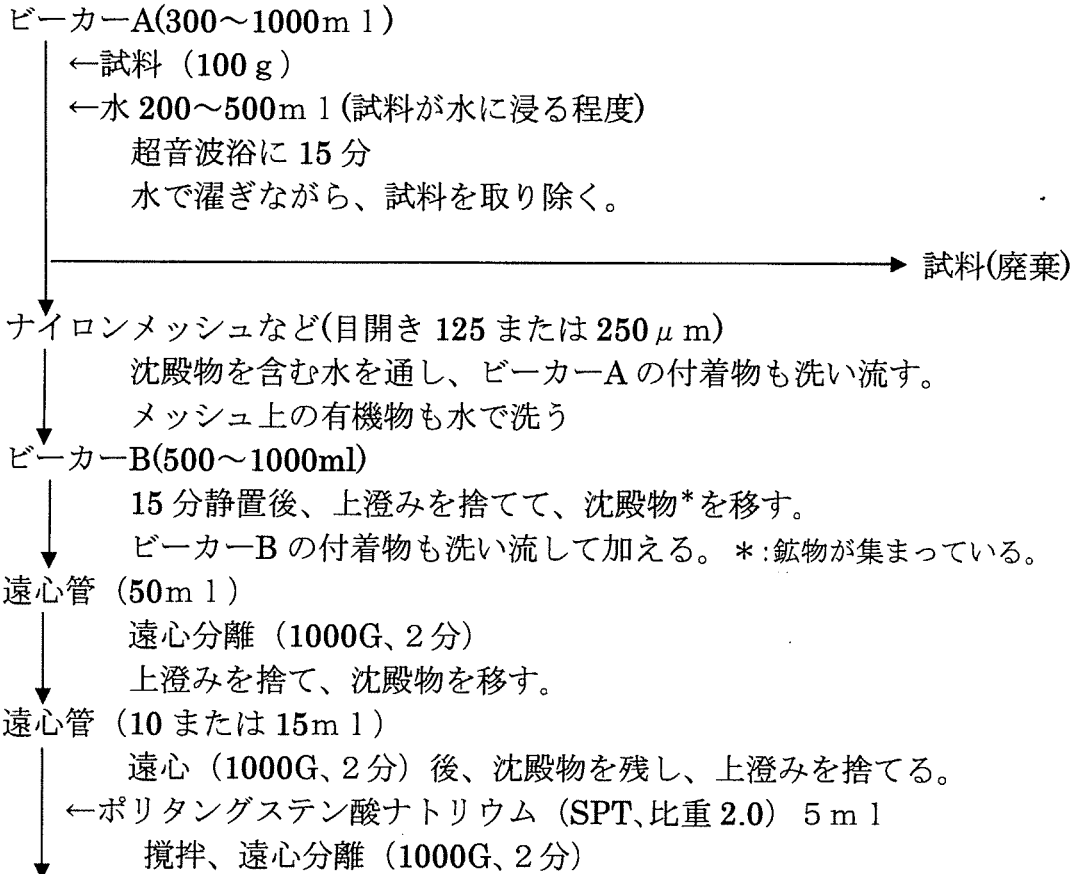 ビーカーA(300～1000ｍｌ)
←試料（100ｇ）
←水 200～500ｍｌ(試料が水に浸る程度)
超音波浴に 15 分
水で濯ぎながら、試料を取り除く。
試料(廃棄)
ナイロンメッシュなど(目開き 125 または 250μｍ)
沈殿物を含む水を通し、ビーカーA の付着物も洗い流す。
メッシュ上の有機物も水で洗う
ビーカーB(500～1000ml)
15 分静置後、上澄みを捨てて、沈殿物*を移す。
ビーカーB の付着物も洗い流して加える。 ＊:鉱物が集まっている。
遠心管（50ｍｌ）
遠心分離（1000G、２分）
上澄みを捨て、沈殿物を移す。
遠心管（10 または 15ｍｌ）
遠心（1000G、２分）後、沈殿物を残し、上澄みを捨てる。
←ポリタングステン酸ナトリウム（SPT、比重 2.0）５ｍｌ
撹拌、遠心分離（1000G、２分）